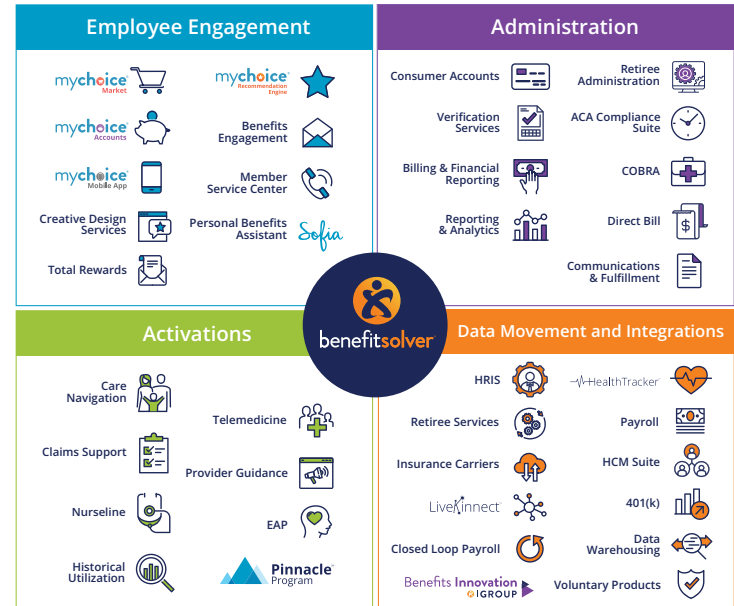 Employee Engagement
mychoice®
Market
mychoice®
Accounts
mychoice®
Mobile App
Creative Design
Services
Total Rewards
mychoice®
Recommendation
Engine
Benefits
Engagement
Member
Service Center
Personal Benefits
Assistant
Sofia
Administration
Consumer Accounts
Verification
Services
Billing & Financial
Reporting
Reporting
& Analytics
Retiree
Administration
ACA Compliance
Suite
COBRA
Direct Bill
$
Communications
& Fulfillment
benefitsolver®
Activations
Care
Navigation
Claims Support
Nurseline
Historical
Utilization
Telemedicine
Provider Guidance
EAP
Pinnacle™
Program
Data Movement and Integrations
HRIS
Retiree Services
Insurance Carriers
LiveKinnect®
Closed Loop Payroll
Benefits Innovation
GROUP
HealthTracker
Payroll
HCM Suite
401(k)
Data
Warehousing
Voluntary Products